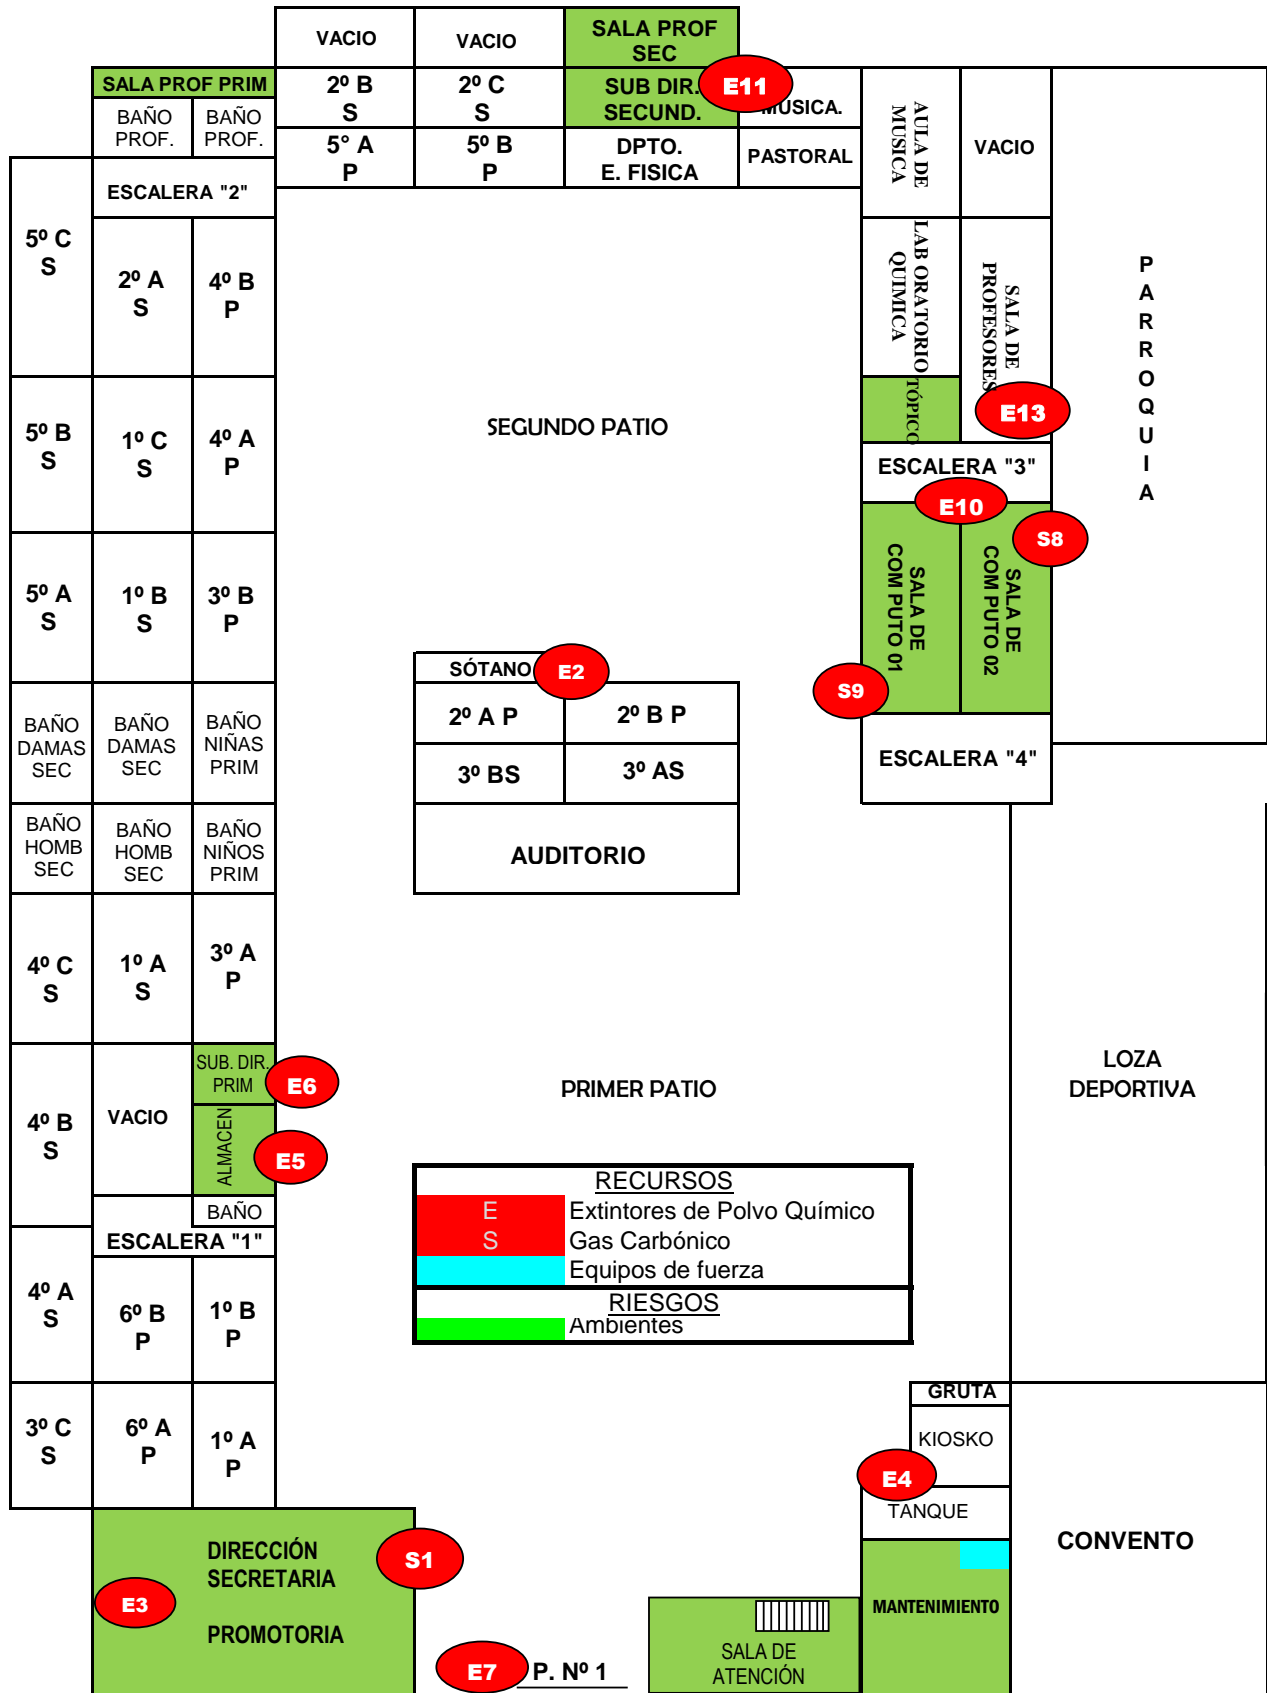 VACIO
VACIO
SALA PROF
SEC
SALA PROF PRIM
2º B
S
2º C
S
SUB DIR.
SECUND.
E11
MUSICA.
BAÑO
PROF.
BAÑO
PROF.
5° A
P
5º B
P
DPTO.
E. FISICA
PASTORAL
AULA DE
MUSICA
VACIO
ESCALERA "2"
5º C
S
2º A
S
4º B
P
LAB ORATORIO
QUIMICA
SALA DE
PROFESORES
P
A
R
R
O
Q
U
I
A
TÓPICO
E13
5º B
S
1º C
S
4º A
P
SEGUNDO PATIO
ESCALERA "3"
E10
S8
5º A
S
1º B
S
3º B
P
SALA DE
COM PUTO 01
SALA DE
COM PUTO 02
SÓTANO
E2
S9
BAÑO
DAMAS
SEC
BAÑO
DAMAS
SEC
BAÑO
NIÑAS
PRIM
2º A P
2º B P
3º BS
3º AS
ESCALERA "4"
BAÑO
HOMB
SEC
BAÑO
HOMB
SEC
BAÑO
NIÑOS
PRIM
AUDITORIO
4º C
S
1º A
S
3º A
P
SUB. DIR.
PRIM
E6
PRIMER PATIO
LOZA
DEPORTIVA
4º B
S
VACIO
ALMACEN
E5
BAÑO
ESCALERA "1"
RECURSOS
E Extintores de Polvo Químico
S Gas Carbónico
Equipos de fuerza
RIESGOS
Ambientes
4º A
S
6º B
P
1º B
P
3º C
S
6º A
P
1º A
P
GRUTA
KIOSKO
E4
TANQUE
CONVENTO
DIRECCIÓN
SECRETARIA
PROMOTORIA
S1
E3
MANTENIMIENTO
E7
P. Nº 1
SALA DE
ATENCIÓN